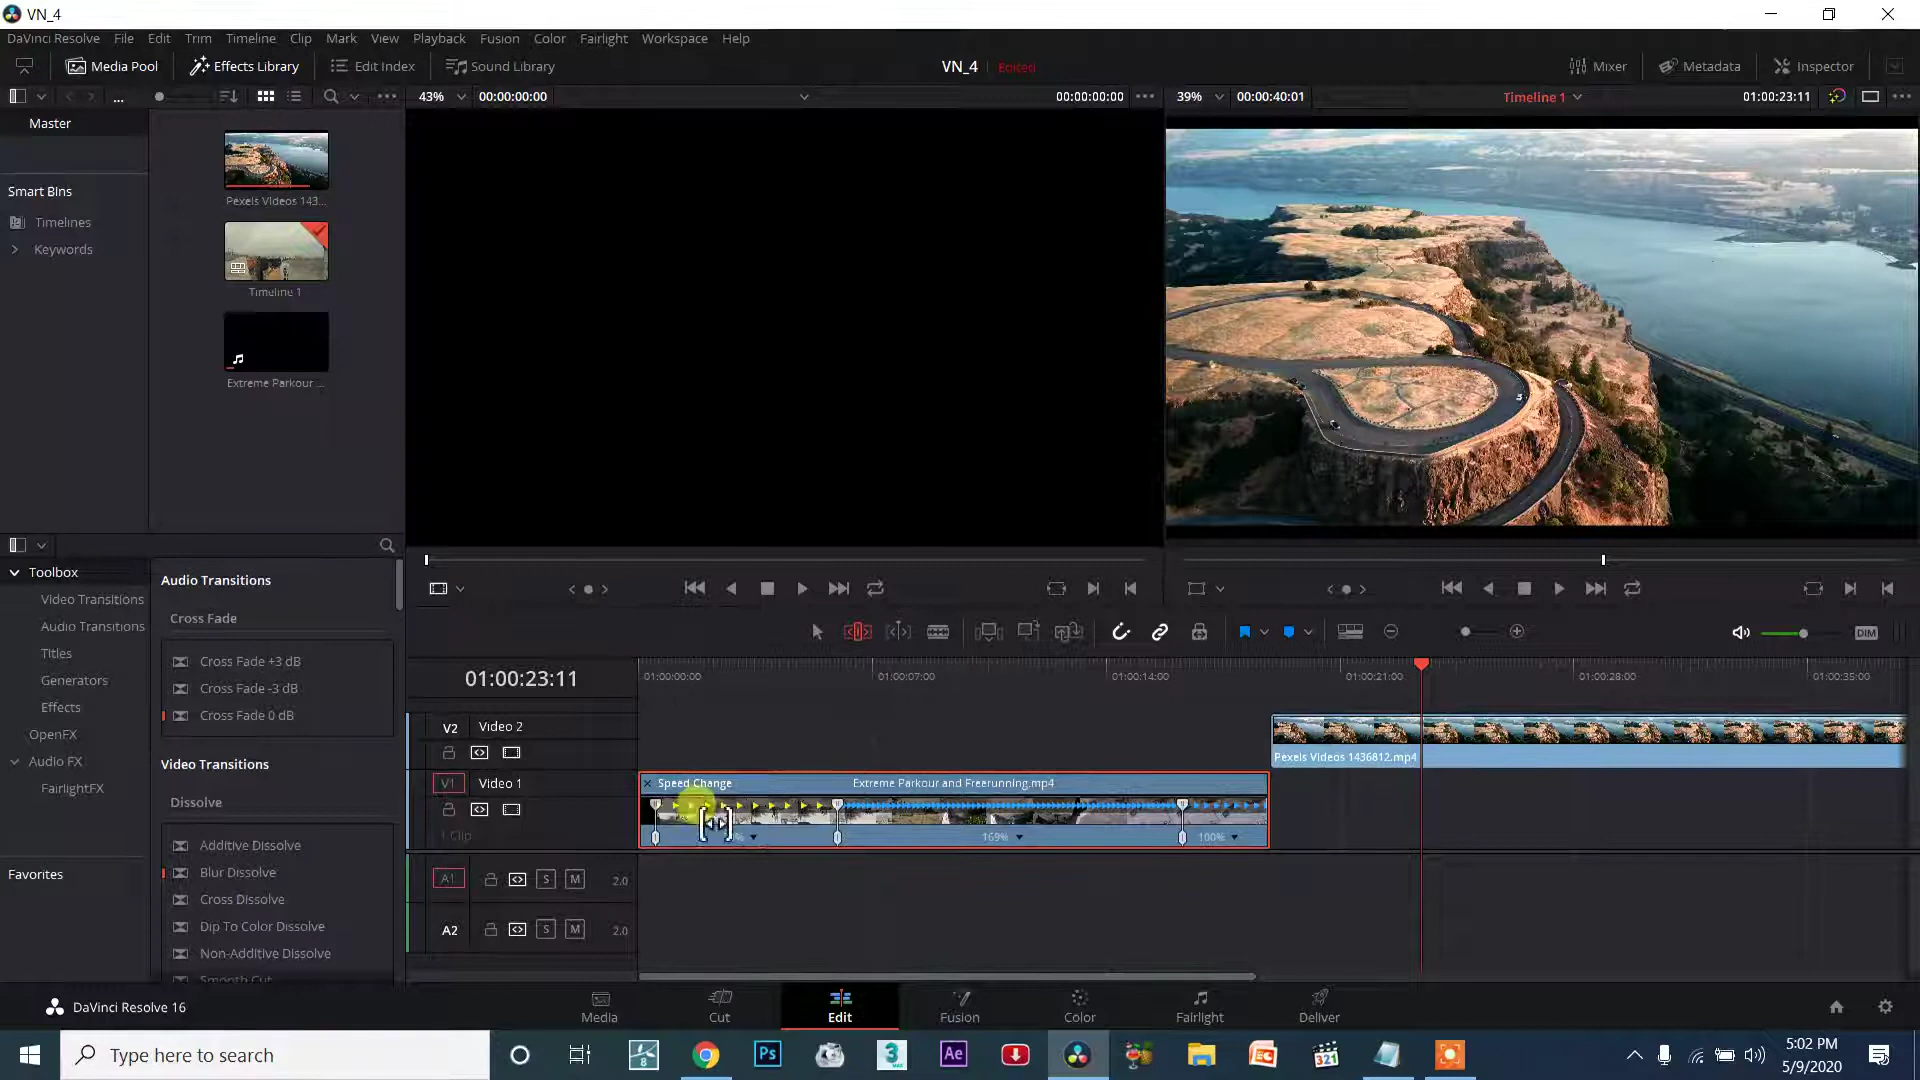 VN_4
DaVinci Resolve File Edit Trim Timeline Clip Mark View Playback Fusion Color Fairlight Workspace Help
Media Pool Effects Library Edit Index Sound Library VN_4 Edited Mixer Metadata Inspector
... 43% 00:00:00:00 00:00:00:00 39% 00:00:40:01 Timeline 1 01:00:23:11
Master
Smart Bins
Timelines
Keywords
Pexels Videos 143...
Timeline 1
Extreme Parkour ...
Toolbox
Video Transitions
Audio Transitions
Titles
Generators
Effects
OpenFX
Audio FX
FairlightFX
Favorites
Audio Transitions
Cross Fade
Cross Fade +3 dB
Cross Fade -3 dB
Cross Fade 0 dB
Video Transitions
Dissolve
Additive Dissolve
Blur Dissolve
Cross Dissolve
Dip To Color Dissolve
Non-Additive Dissolve
Smooth Cut
DIM
01:00:23:11 01:00:00:00 01:00:07:00 01:00:14:00 01:00:21:00 01:00:28:00 01:00:35:00
V2 Video 2
Pexels Videos 1436812.mp4
V1 Video 1
1 Clip
Speed Change Extreme Parkour and Freerunning.mp4
169% 100%
A1 S M 2.0
A2 S M 2.0
DaVinci Resolve 16
Media Cut Edit Fusion Color Fairlight Deliver
Type here to search
Ps
3
Ae
321
5:02 PM
5/9/2020